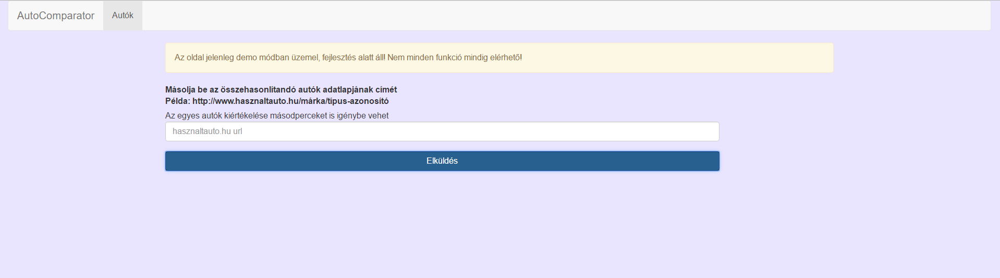 AutoComparator Autók
Az oldal jelenleg demo módban üzemel, fejlesztés alatt áll! Nem minden funkció mindig elérhető!
Másolja be az összehasonlítandó autók adatlapjának címét
Példa: http://www.hasznaltauto.hu/márka/típus-azonosító
Az egyes autók kiértékelése másodperceket is igénybe vehet
hasznaltauto.hu url
Elküldés